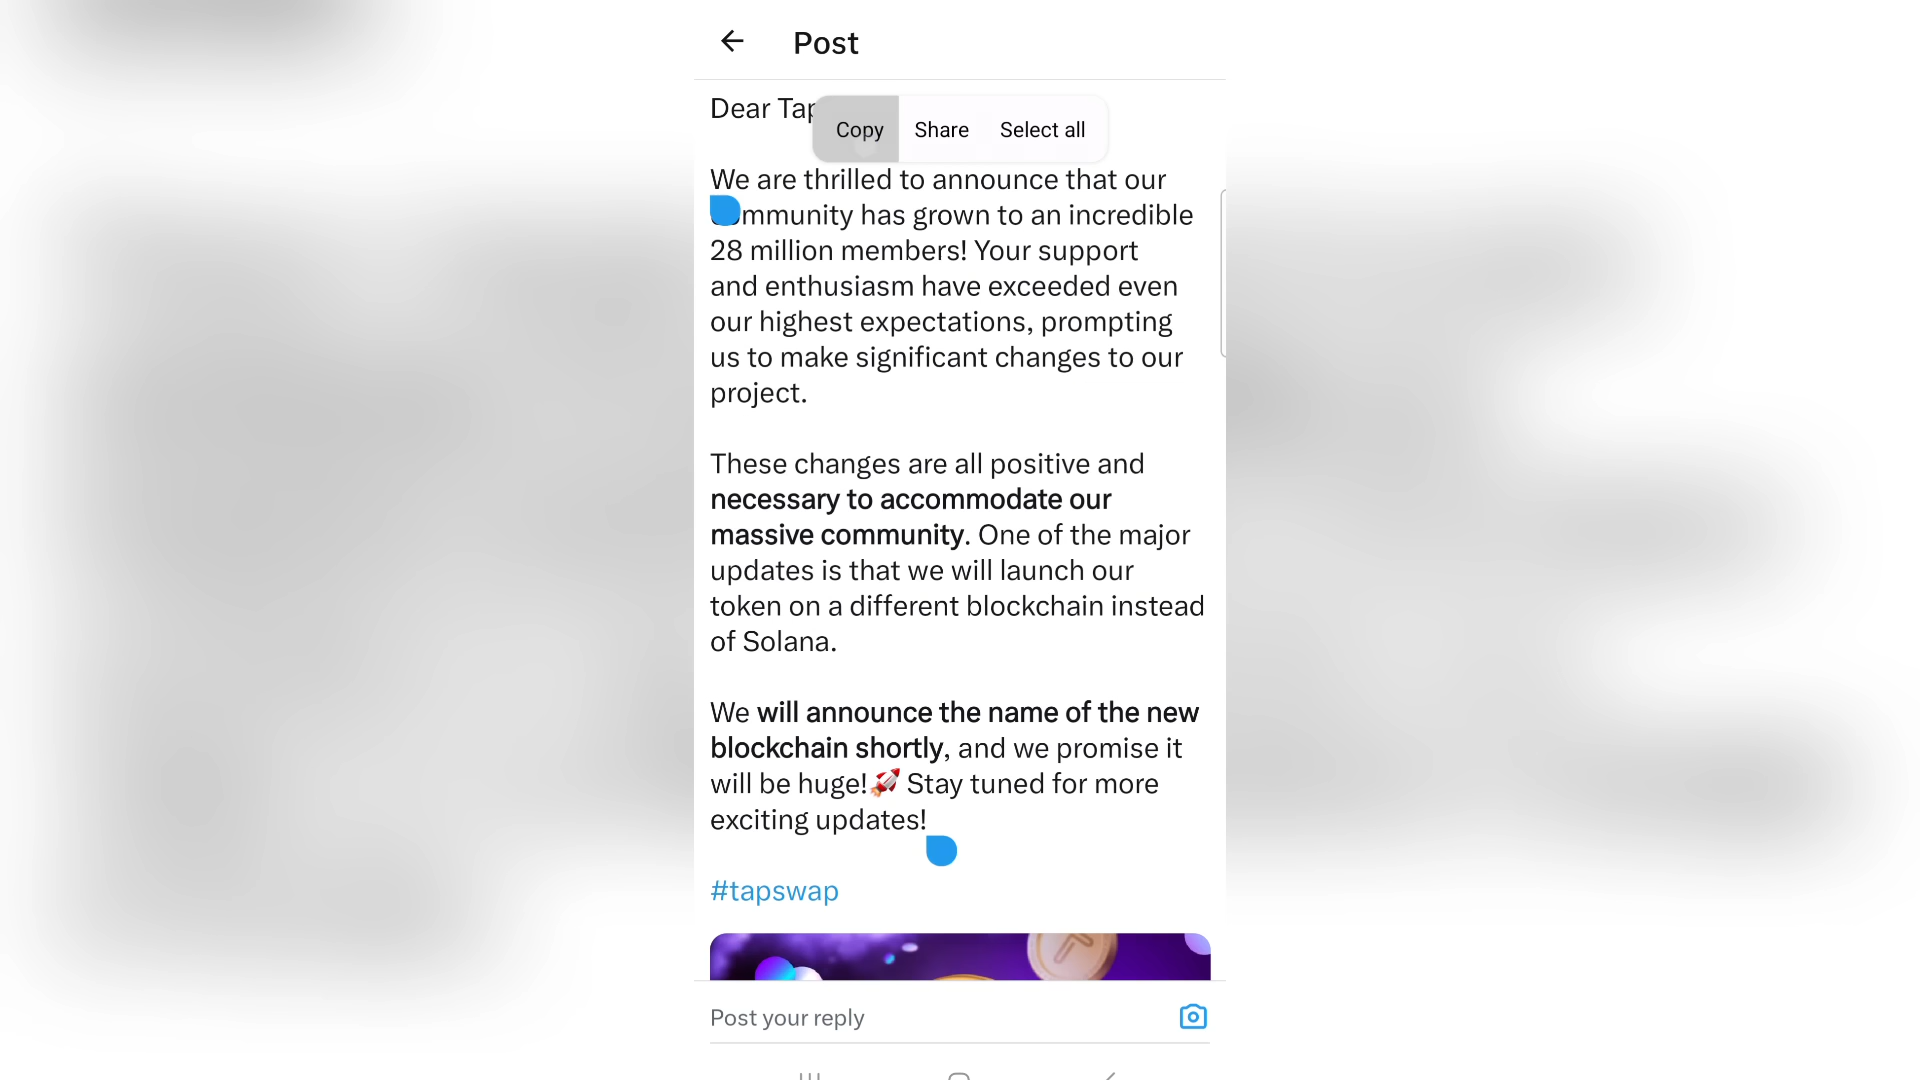 Post
Dear
Copy
Share
Select all
We are thrilled to announce that our
mmunity has grown to an incredible
28 million members! Your support
and enthusiasm have exceeded even
our highest expectations, prompting
us to make significant changes to our
project.
These changes are all positive and
necessary to accommodate our
massive community. One of the major
updates is that we will launch our
token on a different blockchain instead
of Solana.
We will announce the name of the new
blockchain shortly, and we promise it
will be huge!🚀 Stay tuned for more
exciting updates!
#tapswap
Post your reply